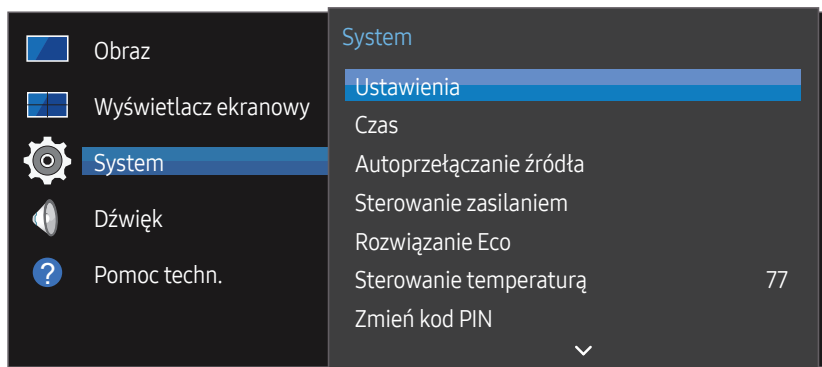 Obraz
Wyświetlacz ekranowy
System
Dźwięk
? Pomoc techn.
System
Ustawienia
Czas
Autoprzełączanie źródła
Sterowanie zasilaniem
Rozwiązanie Eco
Sterowanie temperaturą 77
Zmień kod PIN